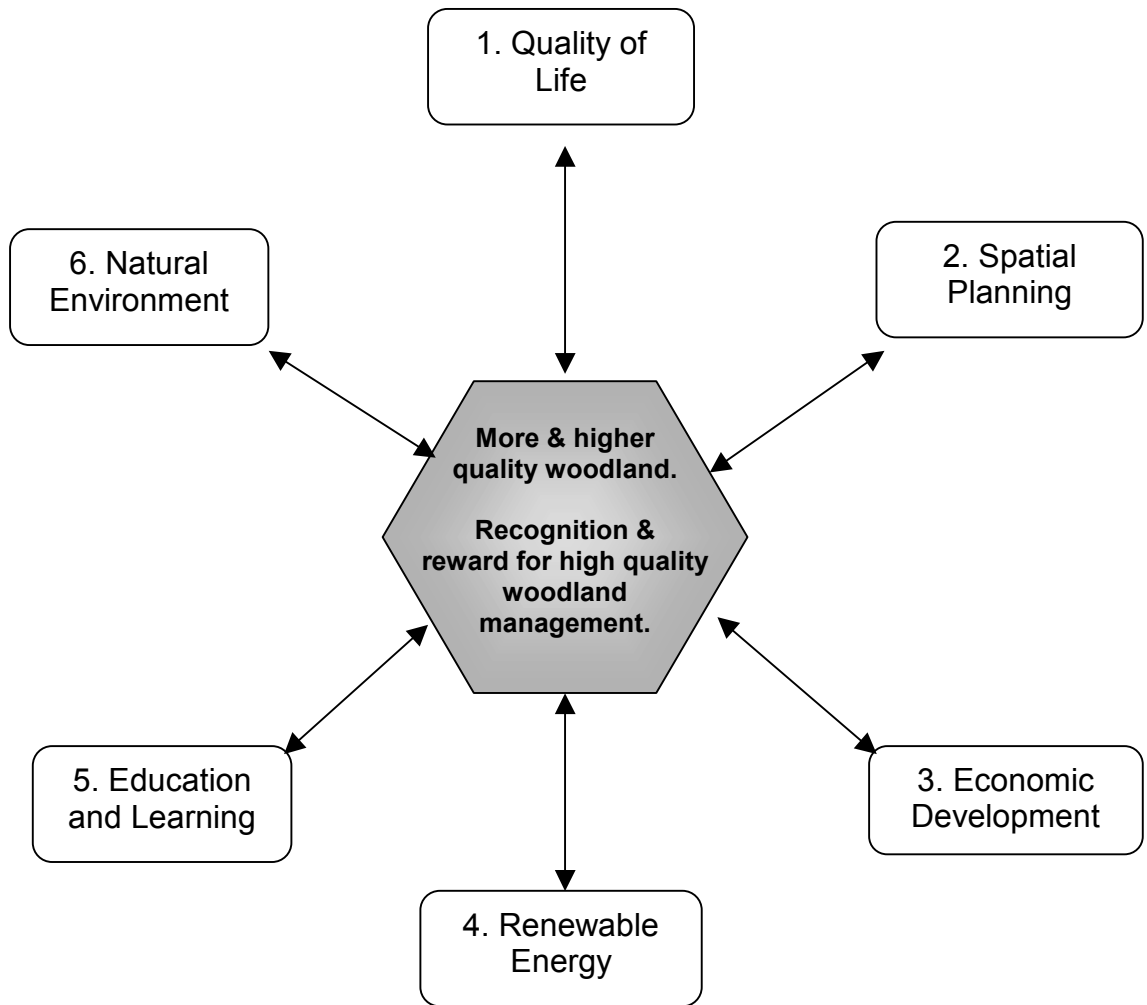 1. Quality of
Life
2. Spatial
Planning
3. Economic
Development
4. Renewable
Energy
5. Education
and Learning
6. Natural
Environment
More & higher
quality woodland.
Recognition &
reward for high quality
woodland
management.